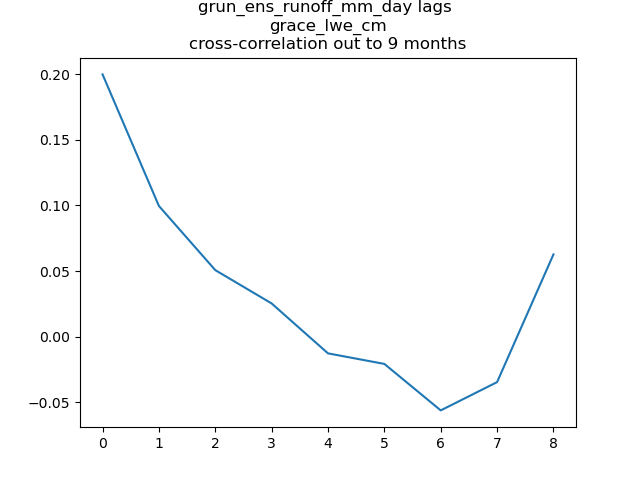 grun_ens_runoff_mm_day lags
grace_lwe_cm
cross-correlation out to 9 months
0.20
0.15
0.10
0.05
0.00
−0.05
0 1 2 3 4 5 6 7 8